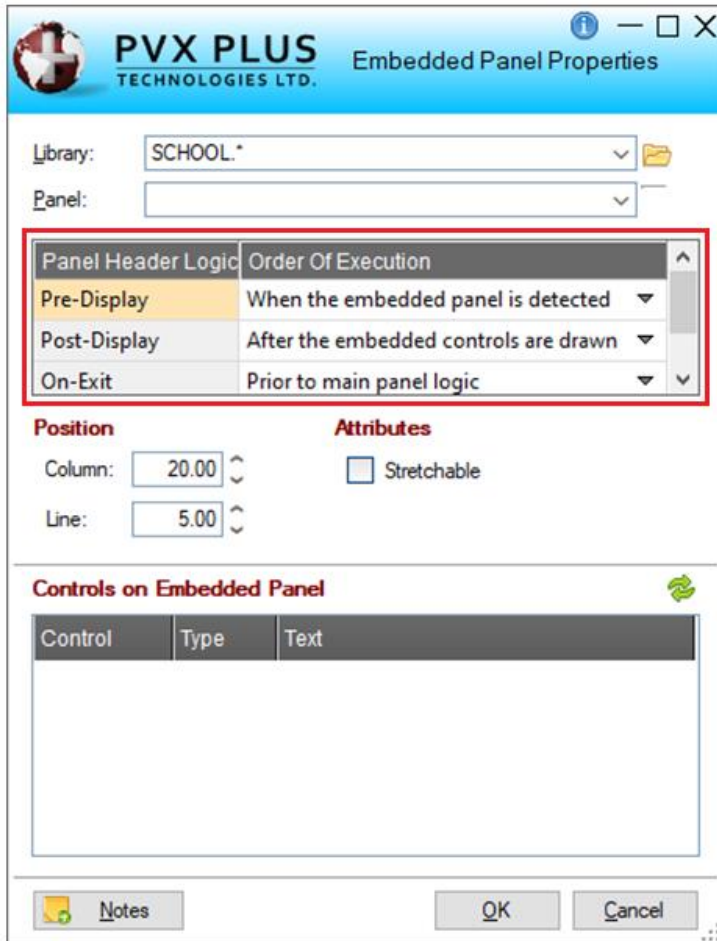 PVX PLUS
TECHNOLOGIES LTD.
Embedded Panel Properties
Library: SCHOOL.*
Panel:
Panel Header Logic Order Of Execution
Pre-Display When the embedded panel is detected
Post-Display After the embedded controls are drawn
On-Exit Prior to main panel logic
Position Attributes
Column: 20.00 Stretchable
Line: 5.00
Controls on Embedded Panel
Control Type Text
Notes OK Cancel